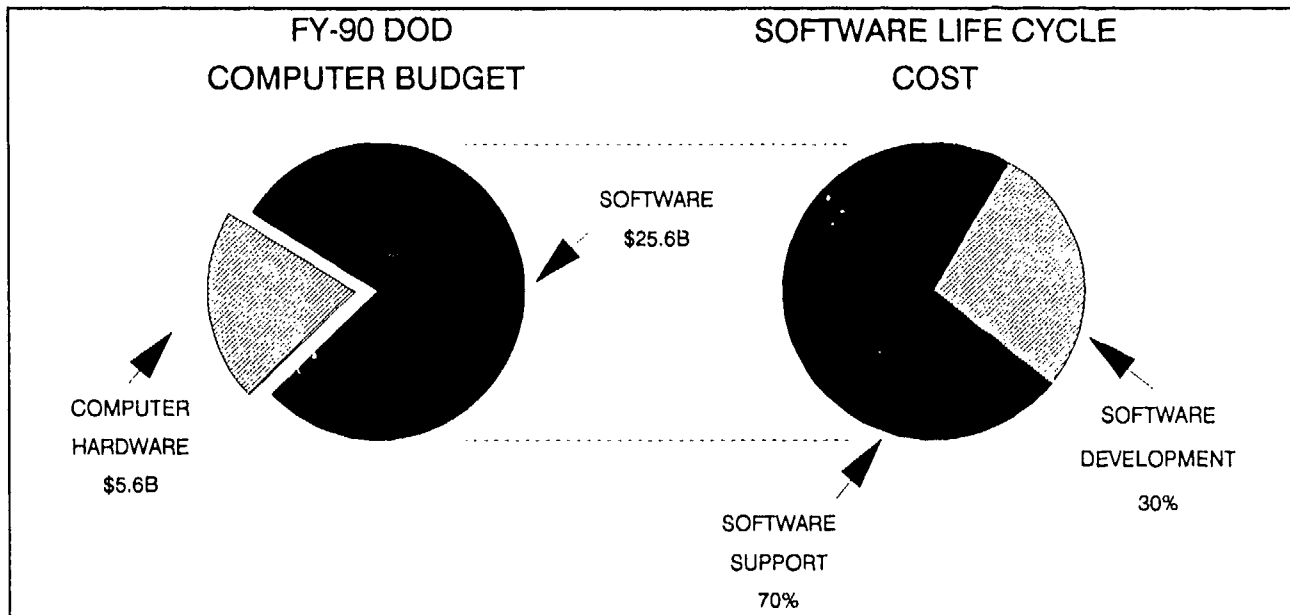 FY-90 DOD
COMPUTER BUDGET
SOFTWARE
$25.6B
COMPUTER
HARDWARE
$5.6B
SOFTWARE LIFE CYCLE
COST
SOFTWARE
DEVELOPMENT
30%
SOFTWARE
SUPPORT
70%